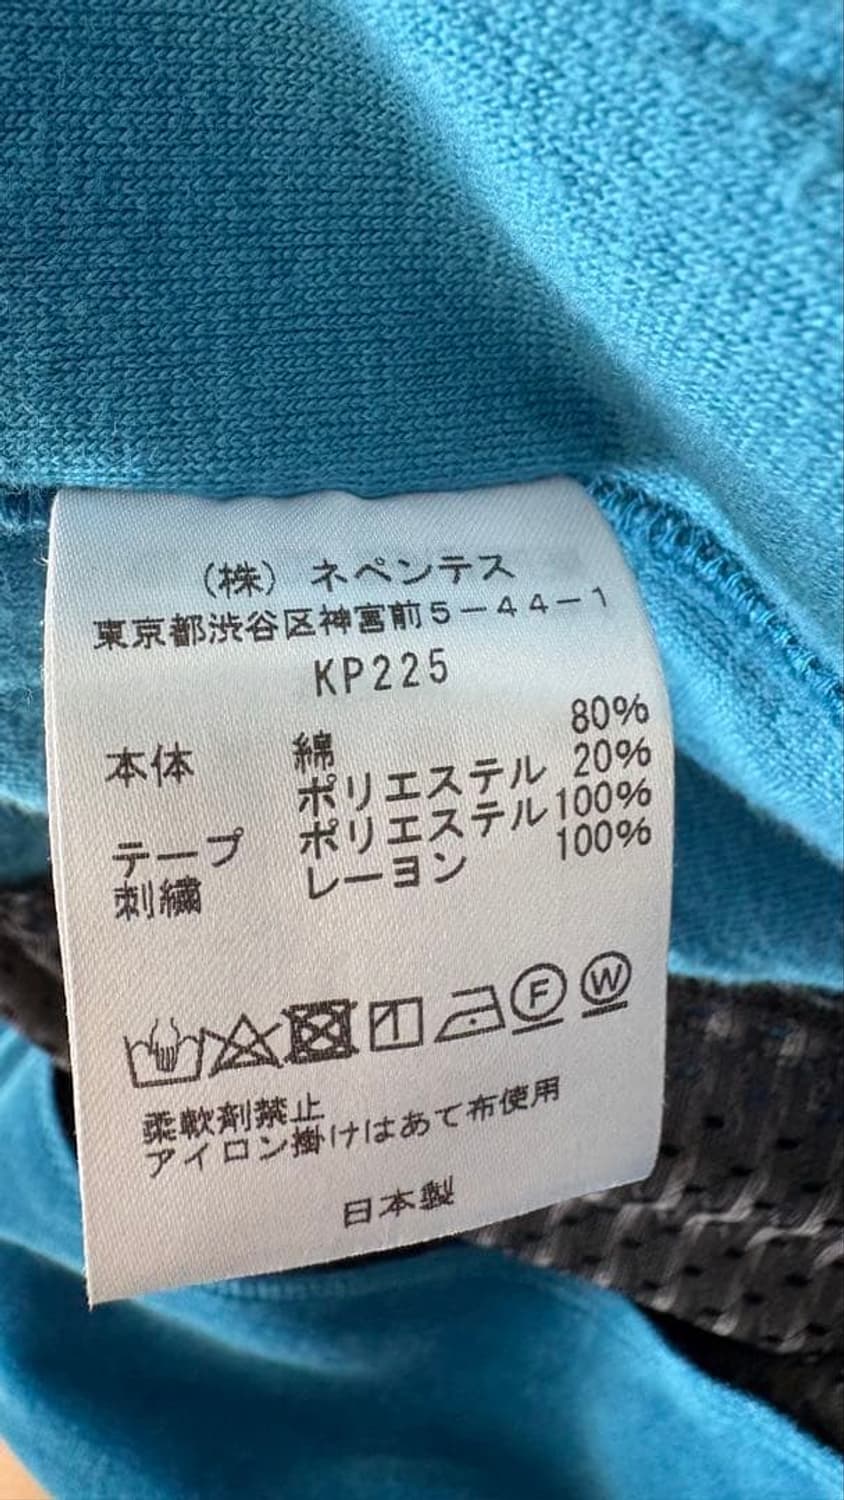 (株) ネペンテス
東京都渋谷区神宮前5-44-1
KP225
本体 綿 80%
ポリエステル 20%
テープ ポリエステル 100%
刺繍 レーヨン 100%
F W
柔軟剤禁止
アイロン掛けはあて布使用
日本製